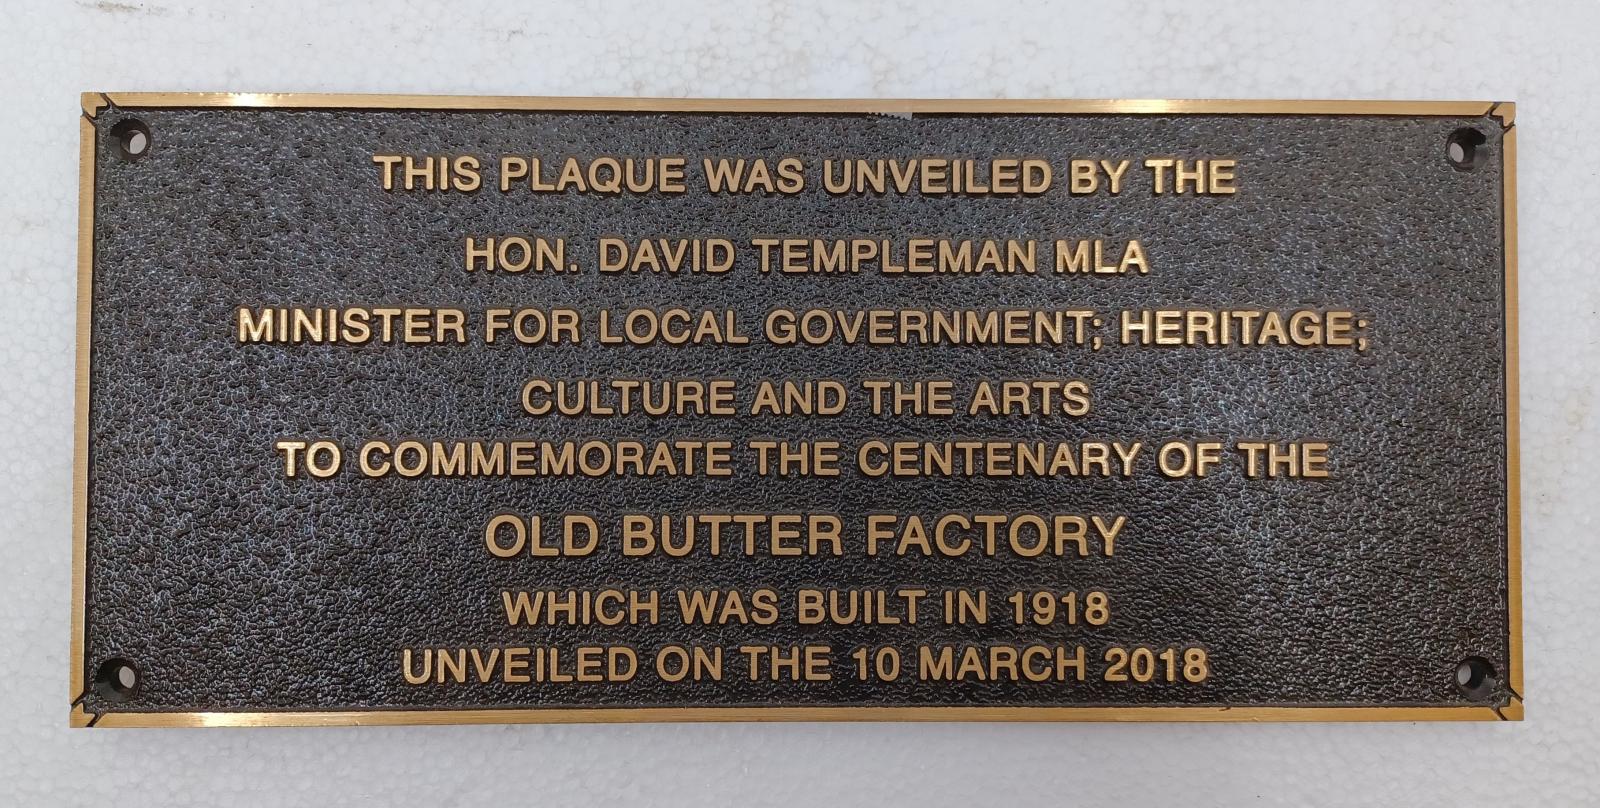 THIS PLAQUE WAS UNVEILED BY THE
HON. DAVID TEMPLEMAN MLA
MINISTER FOR LOCAL GOVERNMENT; HERITAGE;
CULTURE AND THE ARTS
TO COMMEMORATE THE CENTENARY OF THE
OLD BUTTER FACTORY
WHICH WAS BUILT IN 1918
UNVEILED ON THE 10 MARCH 2018